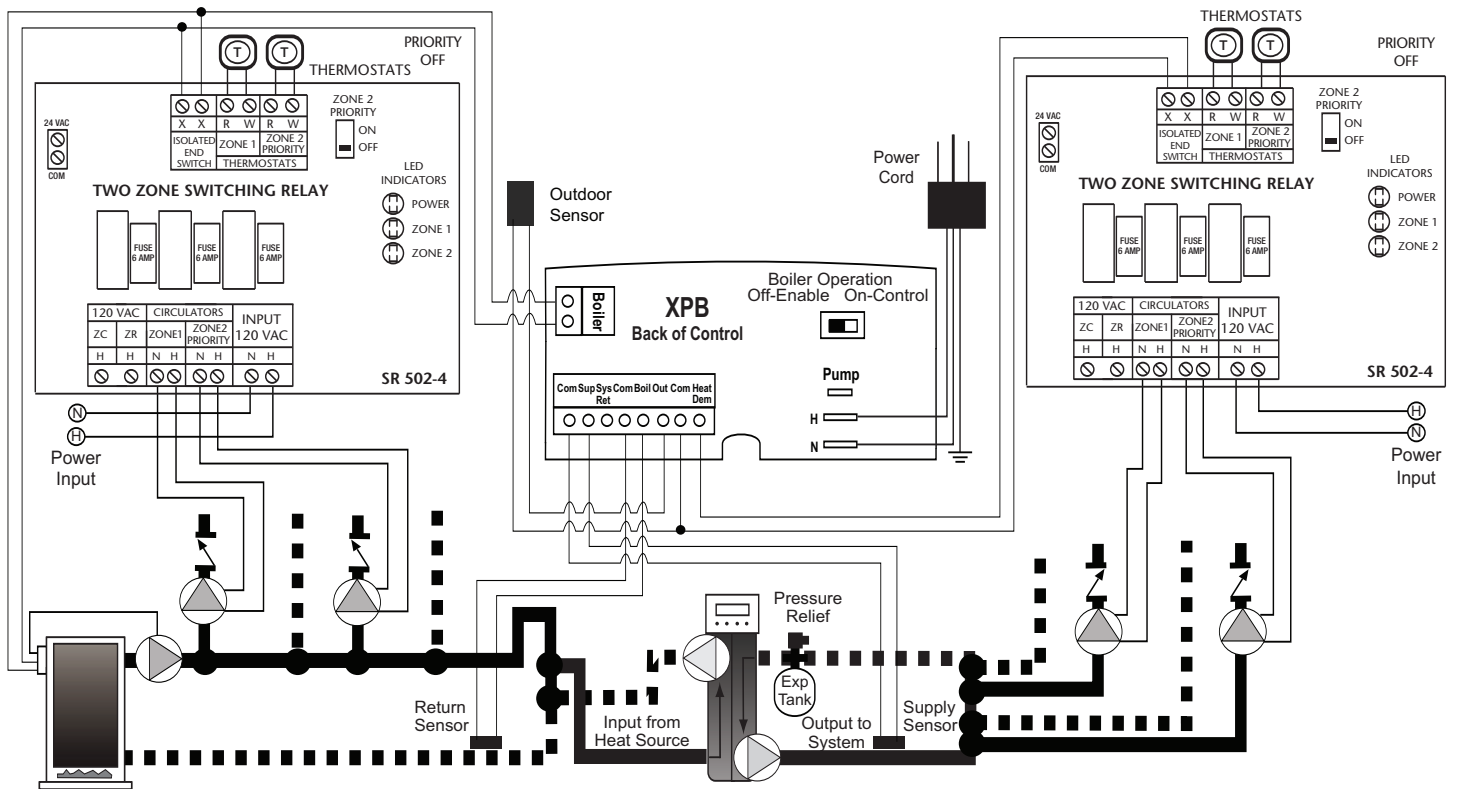 PRIORITY
OFF
T T
THERMOSTATS
24 VAC
COM
X X R W R W
ISOLATED
END
SWITCH
ZONE 1
ZONE 2
PRIORITY
THERMOSTATS
ZONE 2
PRIORITY
ON
OFF
LED
INDICATORS
POWER
ZONE 1
ZONE 2
TWO ZONE SWITCHING RELAY
FUSE
6 AMP
FUSE
6 AMP
FUSE
6 AMP
120 VAC
CIRCULATORS
INPUT
120 VAC
ZC
ZR
ZONE1
ZONE2
PRIORITY
H H N H N H N H
SR 502-4
N
H
Power
Input
Outdoor
Sensor
Power
Cord
Boiler
XPB
Back of Control
Boiler Operation
Off-Enable On-Control
Com Sup Sys Com Boil Out Com Heat
Ret Dem
Pump
H
N
THERMOSTATS
T T
PRIORITY
OFF
24 VAC
COM
X X R W R W
ISOLATED
END
SWITCH
ZONE 1
ZONE 2
PRIORITY
THERMOSTATS
ZONE 2
PRIORITY
ON
OFF
LED
INDICATORS
POWER
ZONE 1
ZONE 2
TWO ZONE SWITCHING RELAY
FUSE
6 AMP
FUSE
6 AMP
FUSE
6 AMP
120 VAC
CIRCULATORS
INPUT
120 VAC
ZC
ZR
ZONE1
ZONE2
PRIORITY
H H N H N H N H
SR 502-4
H
N
Power
Input
Return
Sensor
Input from
Heat Source
Pressure
Relief
Exp
Tank
Output to
System
Supply
Sensor